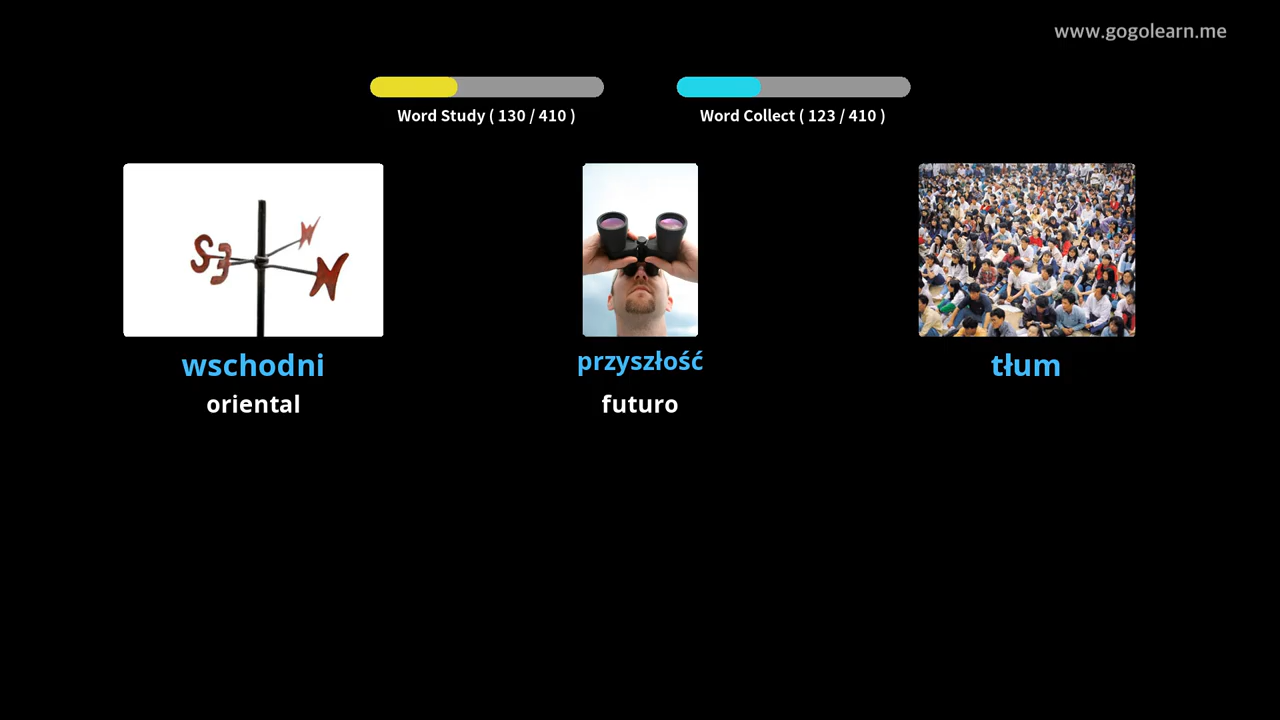 www.gogolearn.me
Word Study ( 130 / 410 )
Word Collect ( 123 / 410 )
S E N W
wschodni
oriental
przyszłość
futuro
tłum